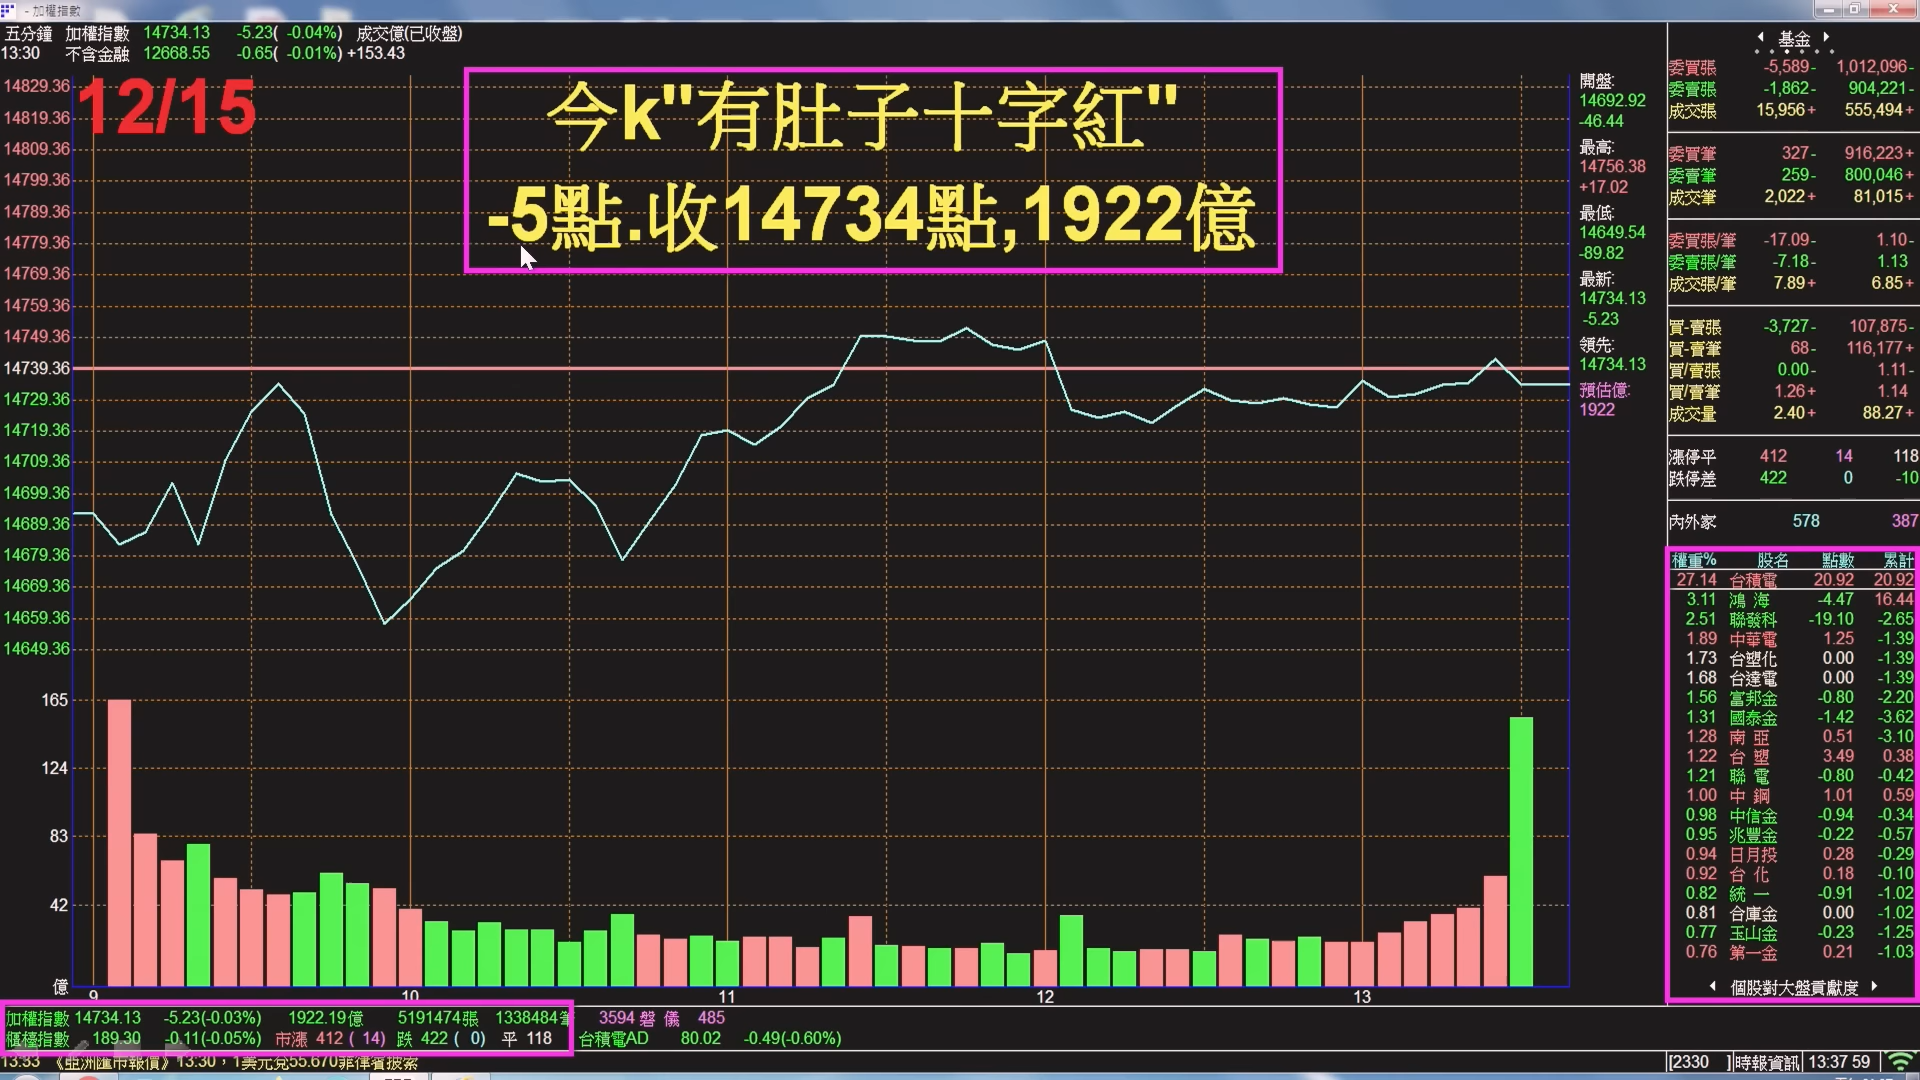 - 加權指數
五分鐘 加權指數 14734.13 -5.23( -0.04%) 成交億(已收盤)
13:30 不含金融 12668.55 -0.65( -0.01%) +153.43
12/15
今k"有肚子十字紅"
-5點.收14734點,1922億
14829.36
14819.36
14809.36
14799.36
14789.36
14779.36
14769.36
14759.36
14749.36
14739.36
14729.36
14719.36
14709.36
14699.36
14689.36
14679.36
14669.36
14659.36
14649.36
165
124
83
42
億
9 10 11 12 13
開盤:
14692.92
-46.44
最高:
14756.38
+17.02
最低:
14649.54
-89.82
最新:
14734.13
-5.23
領先:
14734.13
預估億:
1922
基金
委買張 -5,589- 1,012,096-
委賣張 -1,862- 904,221-
成交張 15,956+ 555,494+
委買筆 327- 916,223+
委賣筆 259- 800,046+
成交筆 2,022+ 81,015+
委買張/筆 -17.09- 1.10-
委賣張/筆 -7.18- 1.13
成交張/筆 7.89+ 6.85+
買-賣張 -3,727- 107,875-
買-賣筆 68- 116,177+
買/賣張 0.00- 1.11-
買/賣筆 1.26+ 1.14
成交量 2.40+ 88.27+
漲停平 412 14 118
跌停差 422 0 -10
內外家 578 387
權重% 股名 點數 累計
27.14 台積電 20.92 20.92
3.11 鴻 海 -4.47 16.44
2.51 聯發科 -19.10 -2.65
1.89 中華電 1.25 -1.39
1.73 台塑化 0.00 -1.39
1.68 台達電 0.00 -1.39
1.56 富邦金 -0.80 -2.20
1.31 國泰金 -1.42 -3.62
1.28 南 亞 0.51 -3.10
1.22 台 塑 3.49 0.38
1.21 聯 電 -0.80 -0.42
1.00 中 鋼 1.01 0.59
0.98 中信金 -0.94 -0.34
0.95 兆豐金 -0.22 -0.57
0.94 日月投 0.28 -0.29
0.92 台 化 0.18 -0.10
0.82 統 一 -0.91 -1.02
0.81 合庫金 0.00 -1.02
0.77 玉山金 -0.23 -1.25
0.76 第一金 0.21 -1.03
個股對大盤貢獻度
加權指數 14734.13 -5.23(-0.03%) 1922.19億 5191474張 1338484筆 3594 磐 儀 485
櫃檯指數 189.30 -0.11(-0.05%) 市漲 412 ( 14) 跌 422 ( 0) 平 118 台積電AD 80.02 -0.49(-0.60%)
13:33 《亞洲匯市報價》13:30，1美元兌55.670菲律賓披索
[2330 ]時報資訊 13:37:59